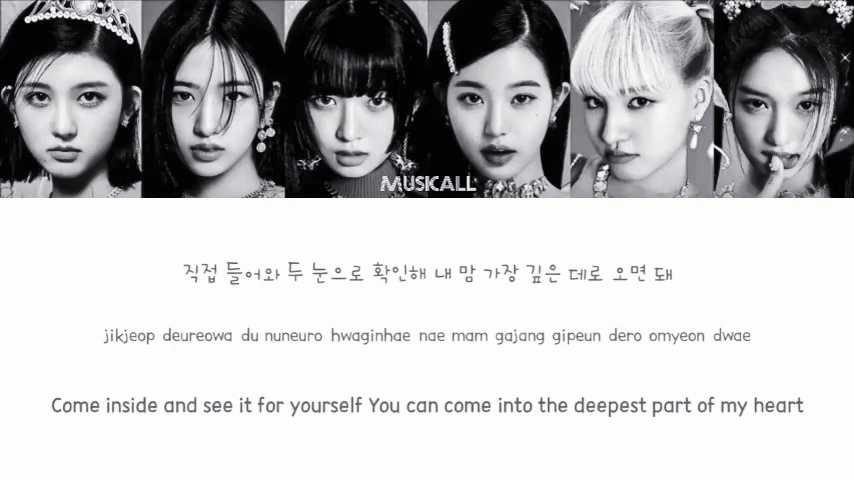 MUSKALL
직접 들어와 두 눈으로 확인해 내 맘 가장 깊은 데로 오면 돼
jikjeop deureowa du nuneuro hwaginhae nae mam gajang gipeun dero omyeon dwae
Come inside and see it for yourself You can come into the deepest part of my heart